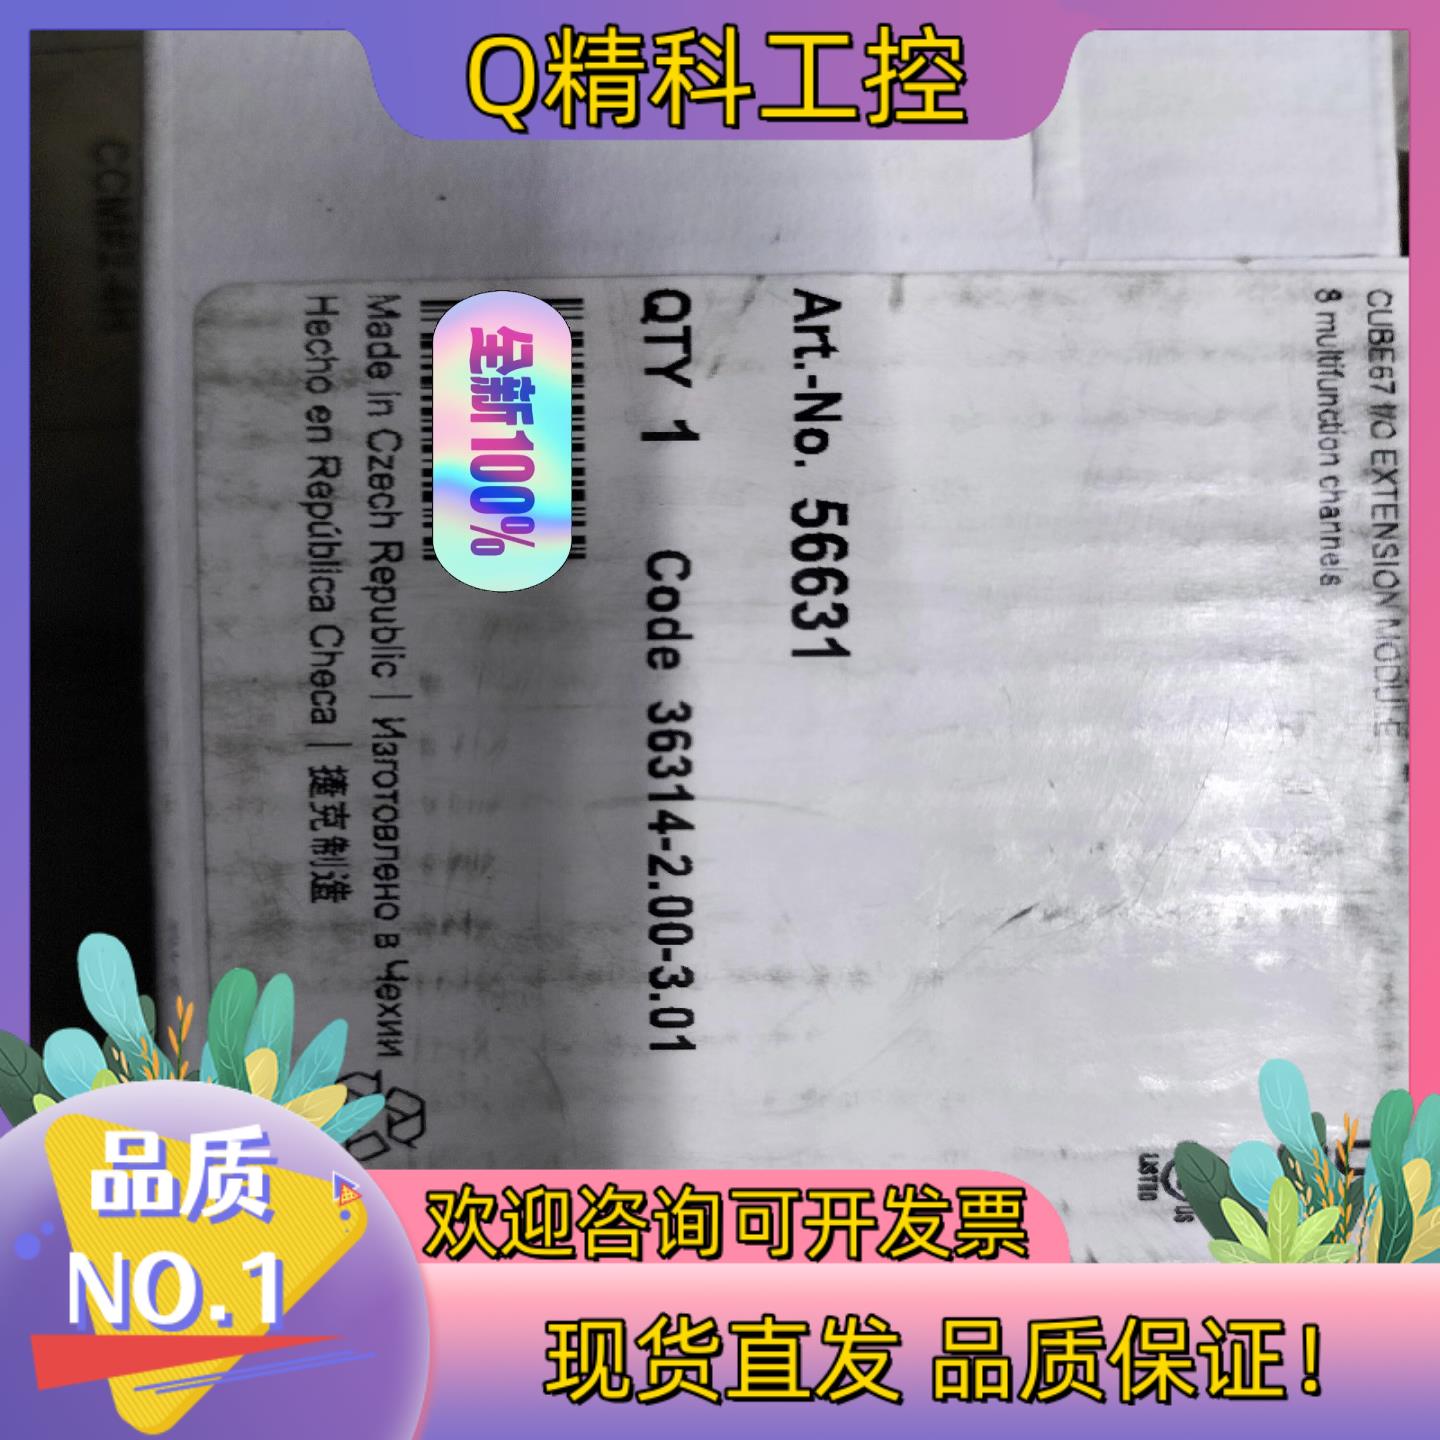 Q精科工控
CUBE67 I/O EXTENSION MODULE
8 multifunction channels
Art.-No. 56631
QTY 1 Code 36314-2.00-3.01
全新100%
Made in Czech Republic | Изготовлено в Чехии
Hecho en República Checa | 捷克制造
LISTED
US
品质
NO.1
欢迎咨询可开发票
现货直发 品质保证!